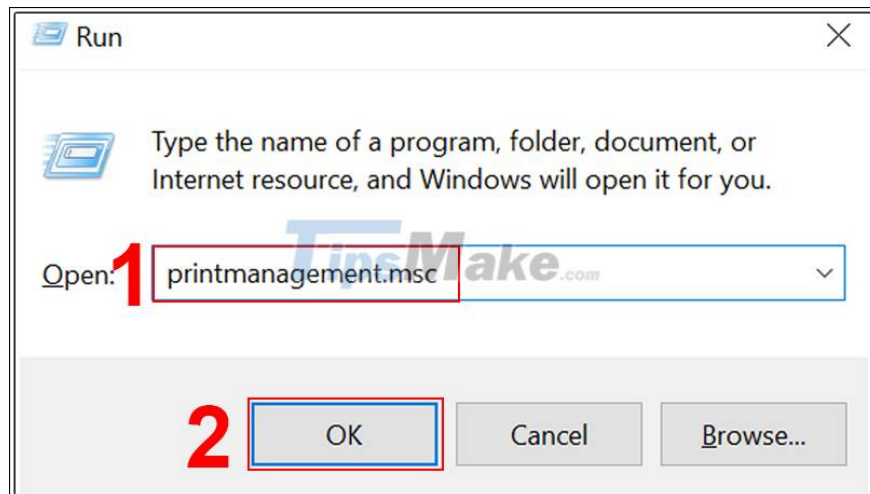 Run
Type the name of a program, folder, document, or
Internet resource, and Windows will open it for you.
TipsMake.com
Open:
1
printmanagement.msc
2
OK
Cancel
Browse...